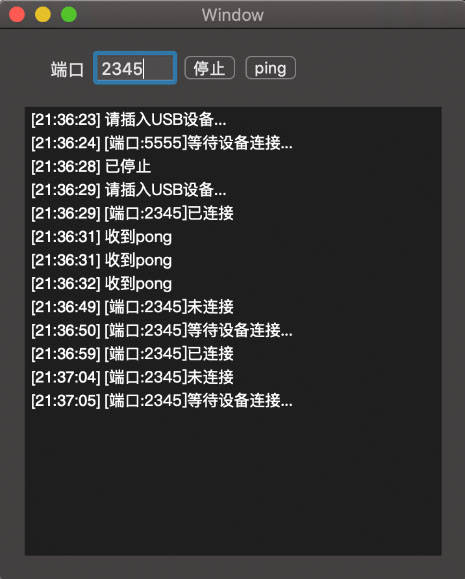 Window
端口 2345 停止 ping
[21:36:23] 请插入USB设备...
[21:36:24] [端口:5555]等待设备连接...
[21:36:28] 已停止
[21:36:29] 请插入USB设备...
[21:36:29] [端口:2345]已连接
[21:36:31] 收到pong
[21:36:31] 收到pong
[21:36:32] 收到pong
[21:36:49] [端口:2345]未连接
[21:36:50] [端口:2345]等待设备连接...
[21:36:59] [端口:2345]已连接
[21:37:04] [端口:2345]未连接
[21:37:05] [端口:2345]等待设备连接...